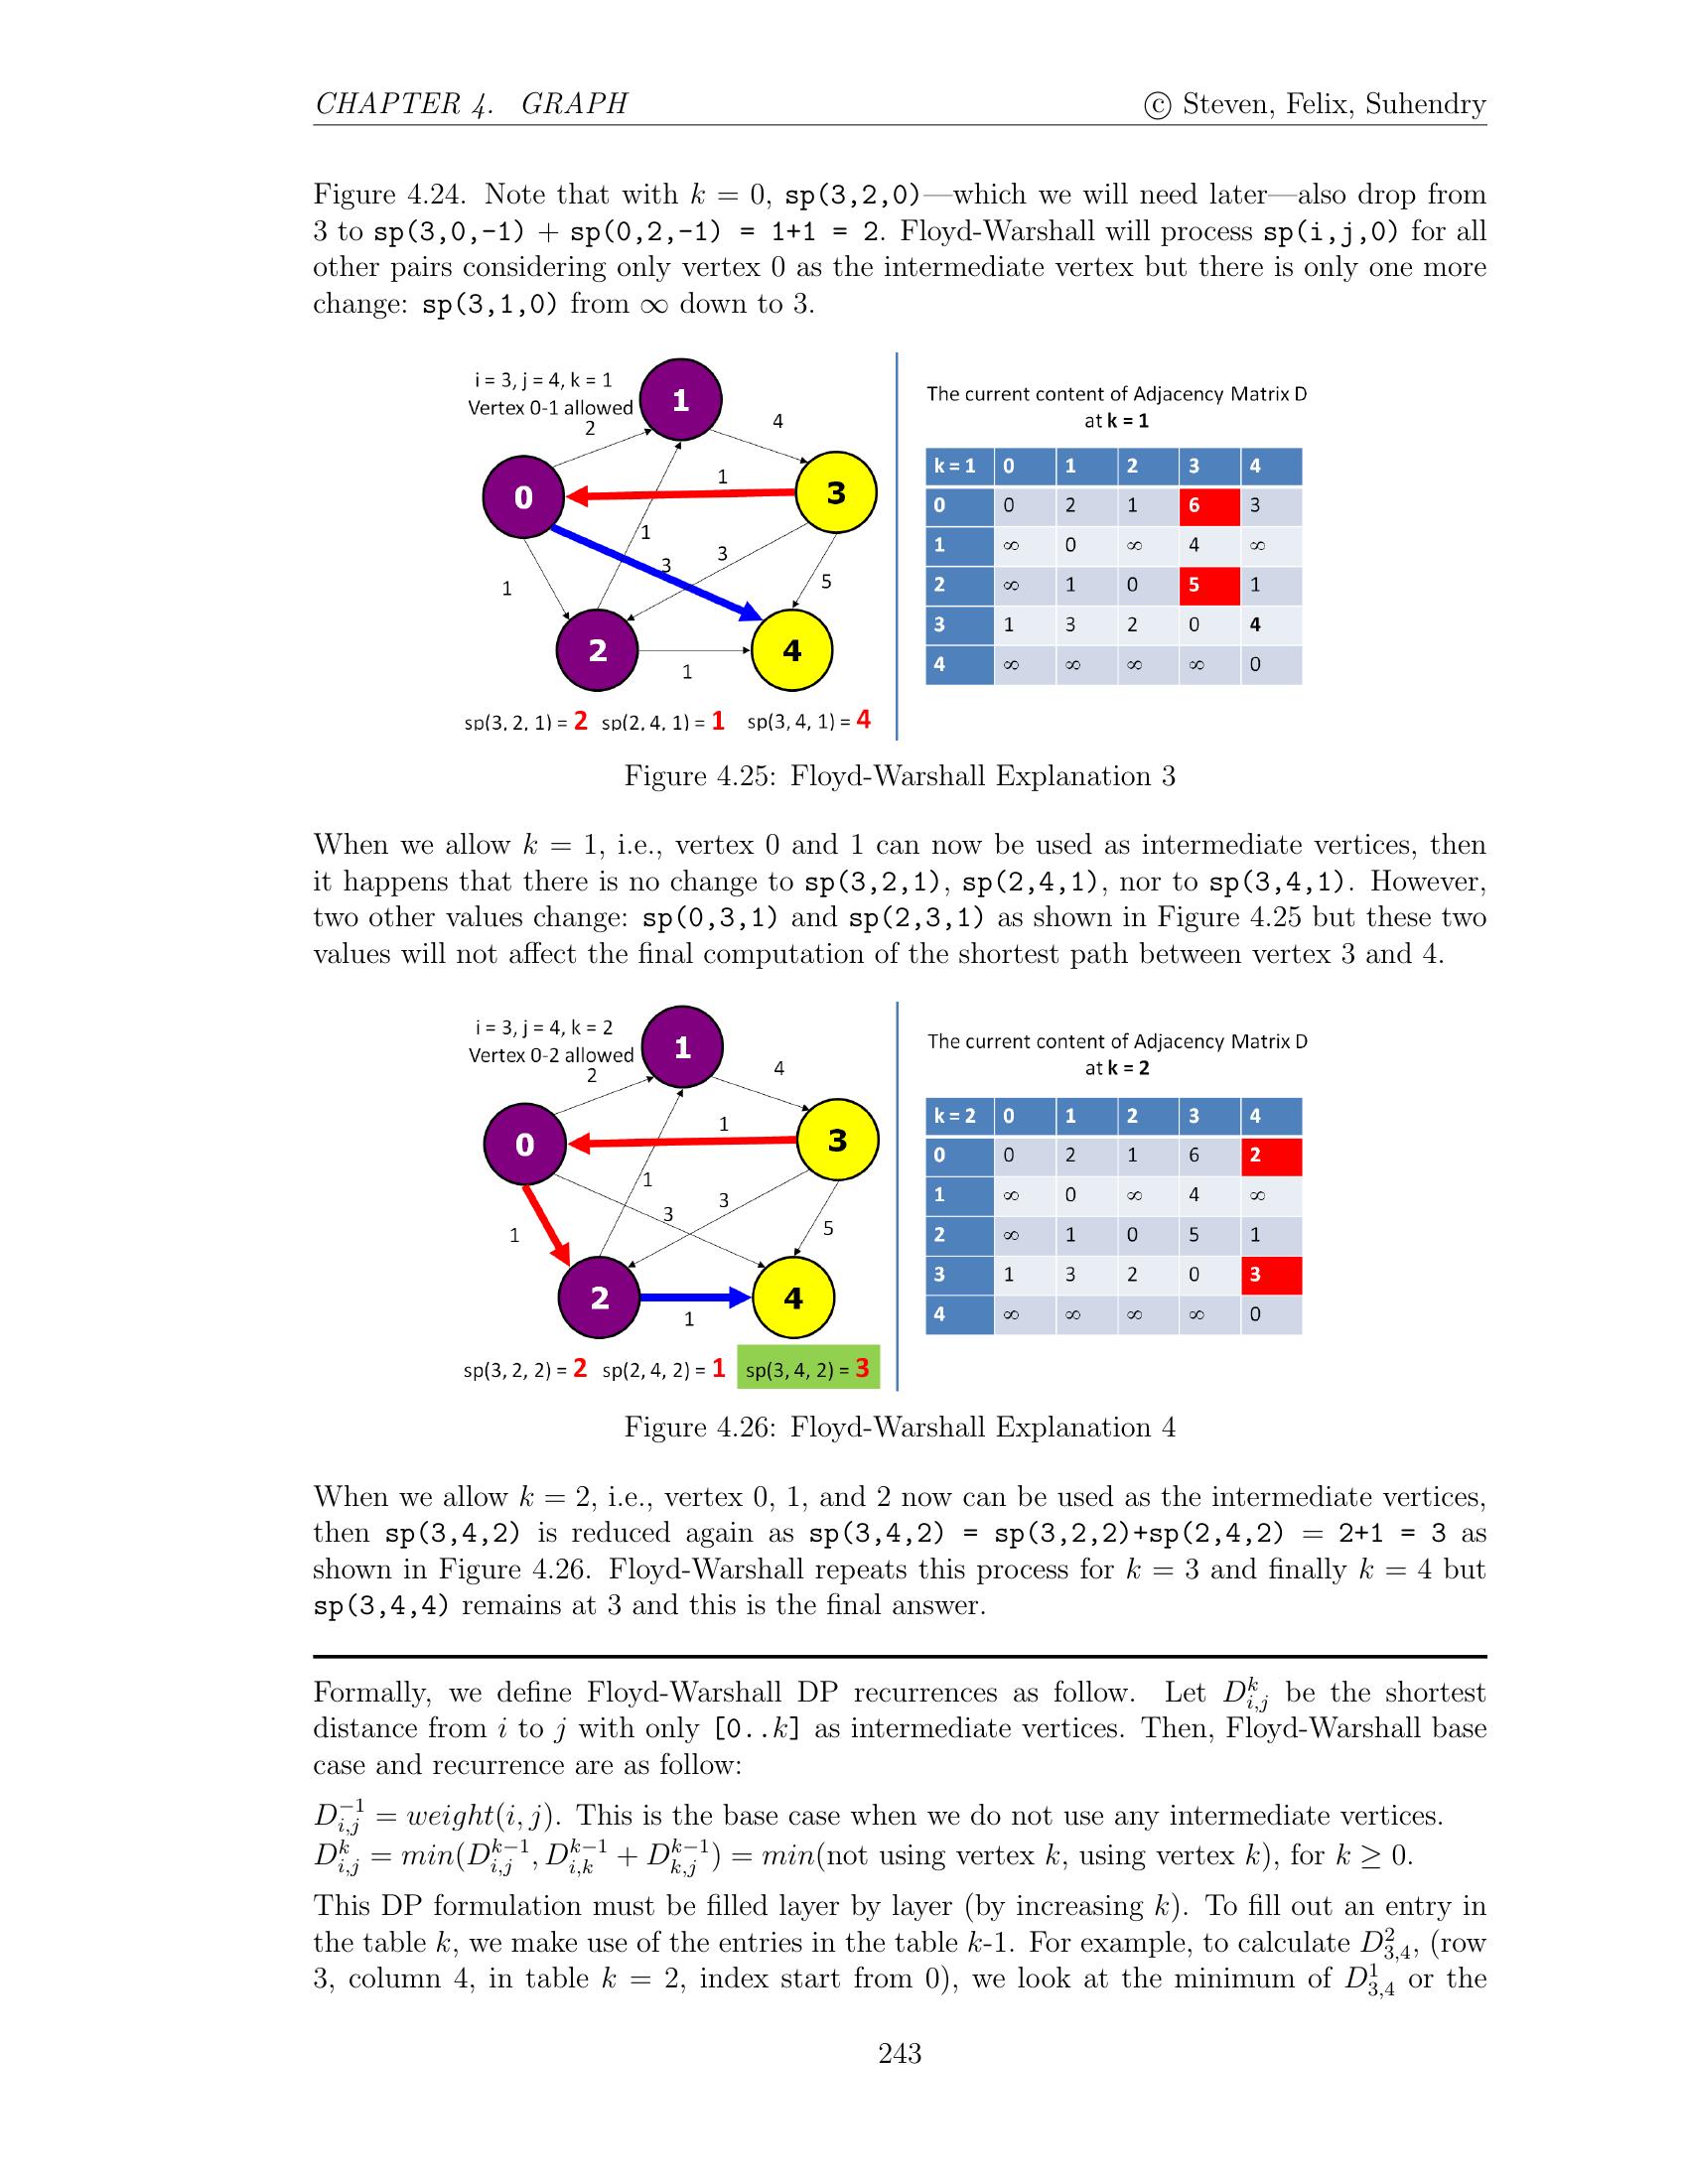 CHAPTER 4. GRAPH © Steven, Felix, Suhendry
Figure 4.24. Note that with k = 0, sp(3,2,0)—which we will need later—also drop from
3 to sp(3,0,-1) + sp(0,2,-1) = 1+1 = 2. Floyd-Warshall will process sp(i,j,0) for all
other pairs considering only vertex 0 as the intermediate vertex but there is only one more
change: sp(3,1,0) from ∞ down to 3.
i = 3, j = 4, k = 1
Vertex 0-1 allowed
2
1
4
0
1
3
1
3
3
1
5
2
1
4
sp(3, 2, 1) = 2 sp(2, 4, 1) = 1 sp(3, 4, 1) = 4
The current content of Adjacency Matrix D
at k = 1
k = 1 0 1 2 3 4
0 0 2 1 6 3
1 ∞ 0 ∞ 4 ∞
2 ∞ 1 0 5 1
3 1 3 2 0 4
4 ∞ ∞ ∞ ∞ 0
Figure 4.25: Floyd-Warshall Explanation 3
When we allow k = 1, i.e., vertex 0 and 1 can now be used as intermediate vertices, then
it happens that there is no change to sp(3,2,1), sp(2,4,1), nor to sp(3,4,1). However,
two other values change: sp(0,3,1) and sp(2,3,1) as shown in Figure 4.25 but these two
values will not affect the final computation of the shortest path between vertex 3 and 4.
i = 3, j = 4, k = 2
Vertex 0-2 allowed
2
1
4
0
1
3
1
3
3
1
5
2
1
4
sp(3, 2, 2) = 2 sp(2, 4, 2) = 1 sp(3, 4, 2) = 3
The current content of Adjacency Matrix D
at k = 2
k = 2 0 1 2 3 4
0 0 2 1 6 2
1 ∞ 0 ∞ 4 ∞
2 ∞ 1 0 5 1
3 1 3 2 0 3
4 ∞ ∞ ∞ ∞ 0
Figure 4.26: Floyd-Warshall Explanation 4
When we allow k = 2, i.e., vertex 0, 1, and 2 now can be used as the intermediate vertices,
then sp(3,4,2) is reduced again as sp(3,4,2) = sp(3,2,2)+sp(2,4,2) = 2+1 = 3 as
shown in Figure 4.26. Floyd-Warshall repeats this process for k = 3 and finally k = 4 but
sp(3,4,4) remains at 3 and this is the final answer.
Formally, we define Floyd-Warshall DP recurrences as follow. Let D^k_{i,j} be the shortest
distance from i to j with only [0..k] as intermediate vertices. Then, Floyd-Warshall base
case and recurrence are as follow:
D^{-1}_{i,j} = weight(i, j). This is the base case when we do not use any intermediate vertices.
D^k_{i,j} = min(D^{k-1}_{i,j}, D^{k-1}_{i,k} + D^{k-1}_{k,j}) = min(not using vertex k, using vertex k), for k ≥ 0.
This DP formulation must be filled layer by layer (by increasing k). To fill out an entry in
the table k, we make use of the entries in the table k-1. For example, to calculate D^2_{3,4}, (row
3, column 4, in table k = 2, index start from 0), we look at the minimum of D^1_{3,4} or the
243